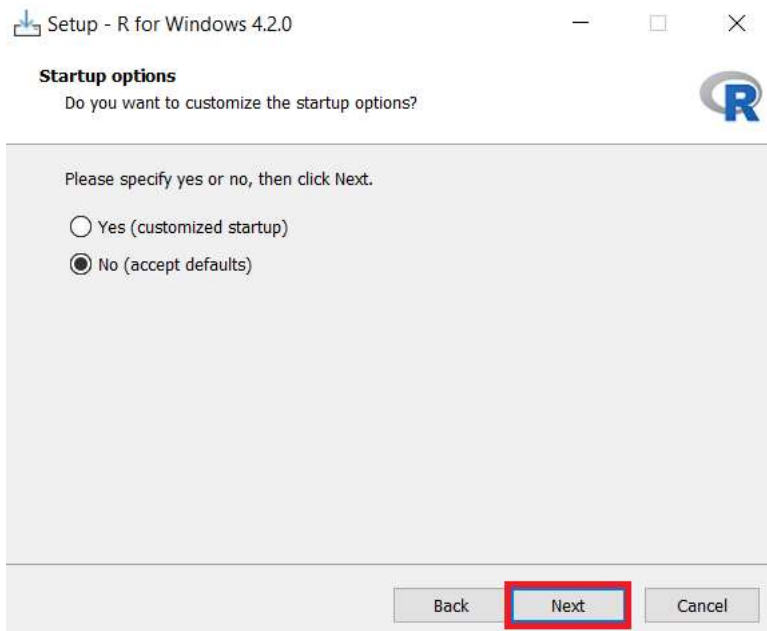 Setup - R for Windows 4.2.0
Startup options
Do you want to customize the startup options?
R
Please specify yes or no, then click Next.
Yes (customized startup)
No (accept defaults)
Back Next Cancel